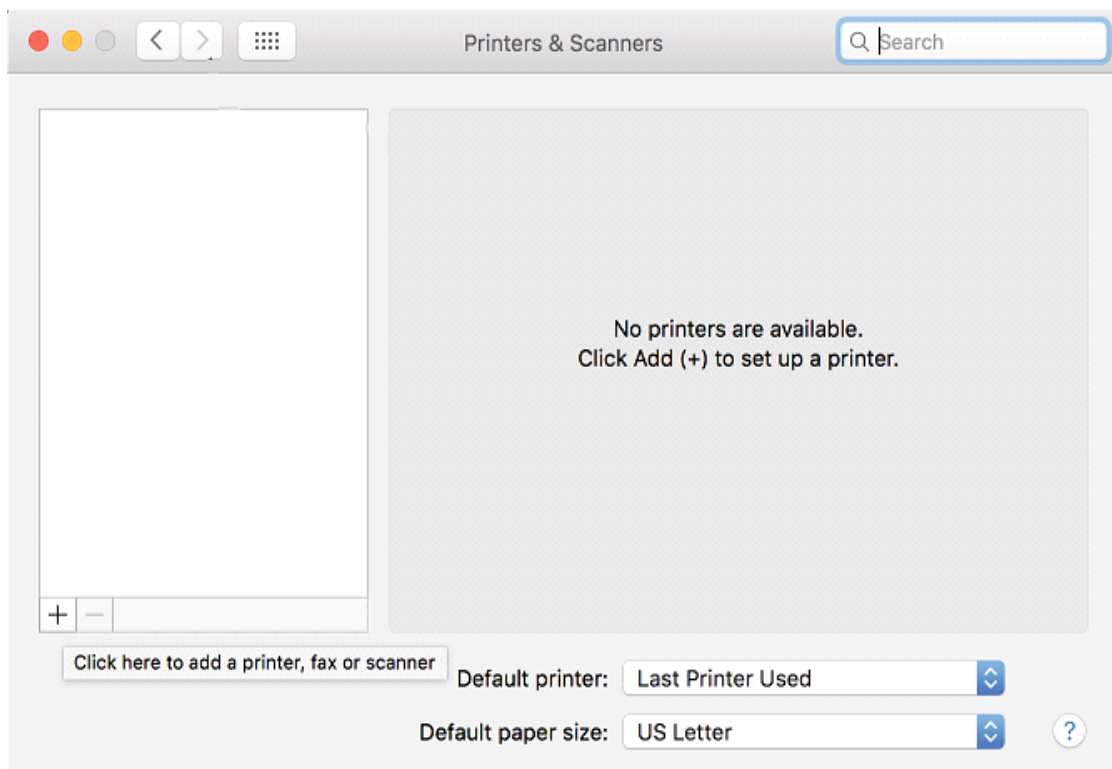 Printers & Scanners
Search
No printers are available.
Click Add (+) to set up a printer.
+ −
Click here to add a printer, fax or scanner
Default printer: Last Printer Used
Default paper size: US Letter
?